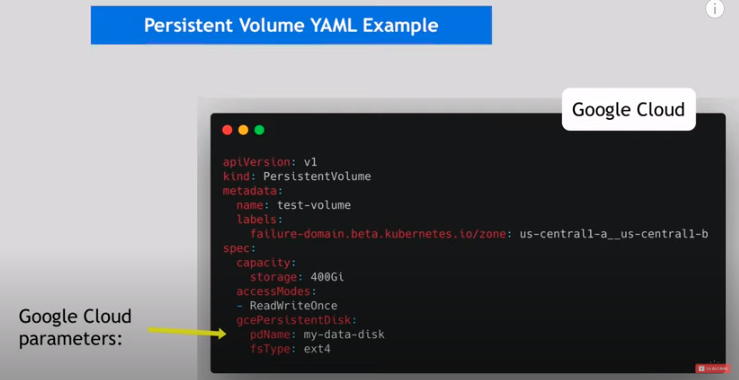 Persistent Volume YAML Example
Google Cloud
apiVersion: v1
kind: PersistentVolume
metadata:
  name: test-volume
  labels:
    failure-domain.beta.kubernetes.io/zone: us-central1-a__us-central1-b
spec:
  capacity:
    storage: 400Gi
  accessModes:
  - ReadWriteOnce
  gcePersistentDisk:
    pdName: my-data-disk
    fsType: ext4
Google Cloud
parameters: